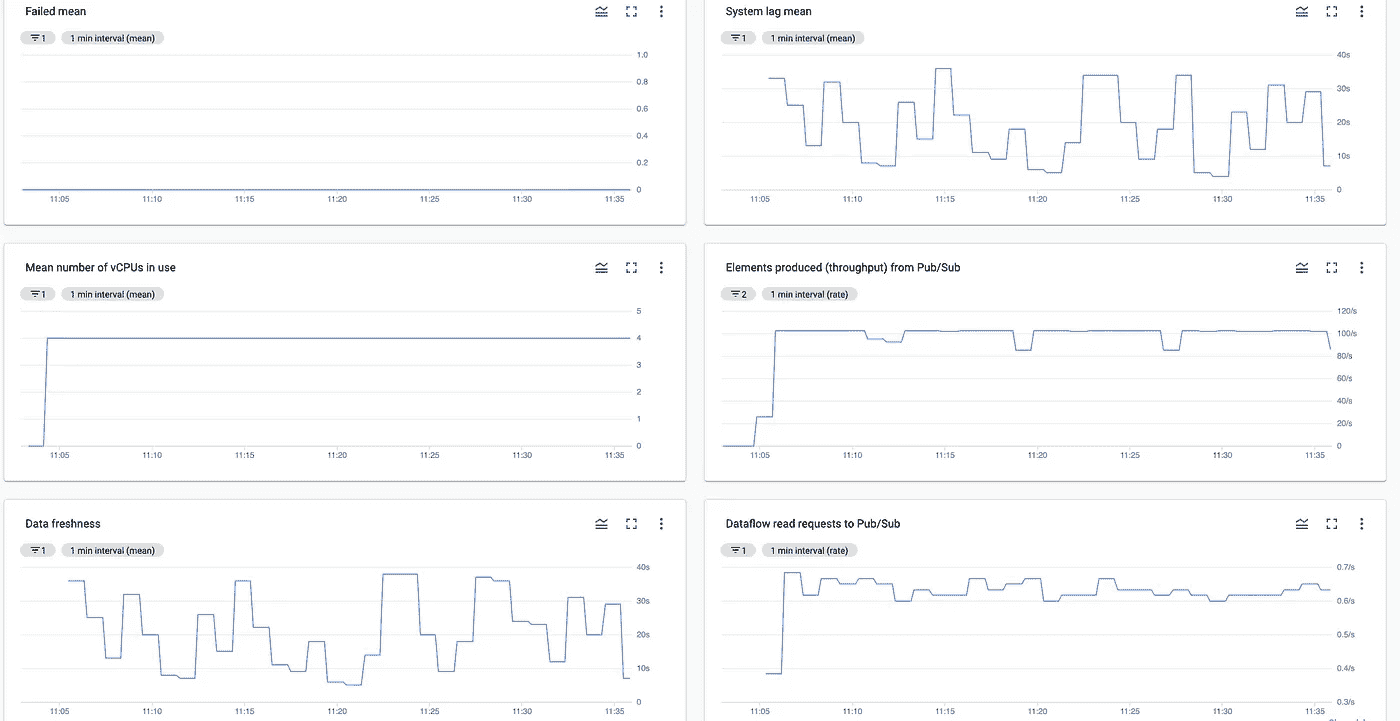 Failed mean
System lag mean
1 1 min interval (mean)
1 1 min interval (mean)
1.0
0.8
0.6
0.4
0.2
0
11:05 11:10 11:15 11:20 11:25 11:30 11:35
40s
30s
20s
10s
0
11:05 11:10 11:15 11:20 11:25 11:30 11:35
Mean number of vCPUs in use
Elements produced (throughput) from Pub/Sub
1 1 min interval (mean)
2 1 min interval (rate)
5
4
3
2
1
0
11:05 11:10 11:15 11:20 11:25 11:30 11:35
120/s
100/s
80/s
60/s
40/s
20/s
0
11:05 11:10 11:15 11:20 11:25 11:30 11:35
Data freshness
Dataflow read requests to Pub/Sub
1 1 min interval (mean)
1 1 min interval (rate)
40s
30s
20s
10s
0
11:05 11:10 11:15 11:20 11:25 11:30 11:35
0.7/s
0.6/s
0.5/s
0.4/s
0.3/s
11:05 11:10 11:15 11:20 11:25 11:30 11:35